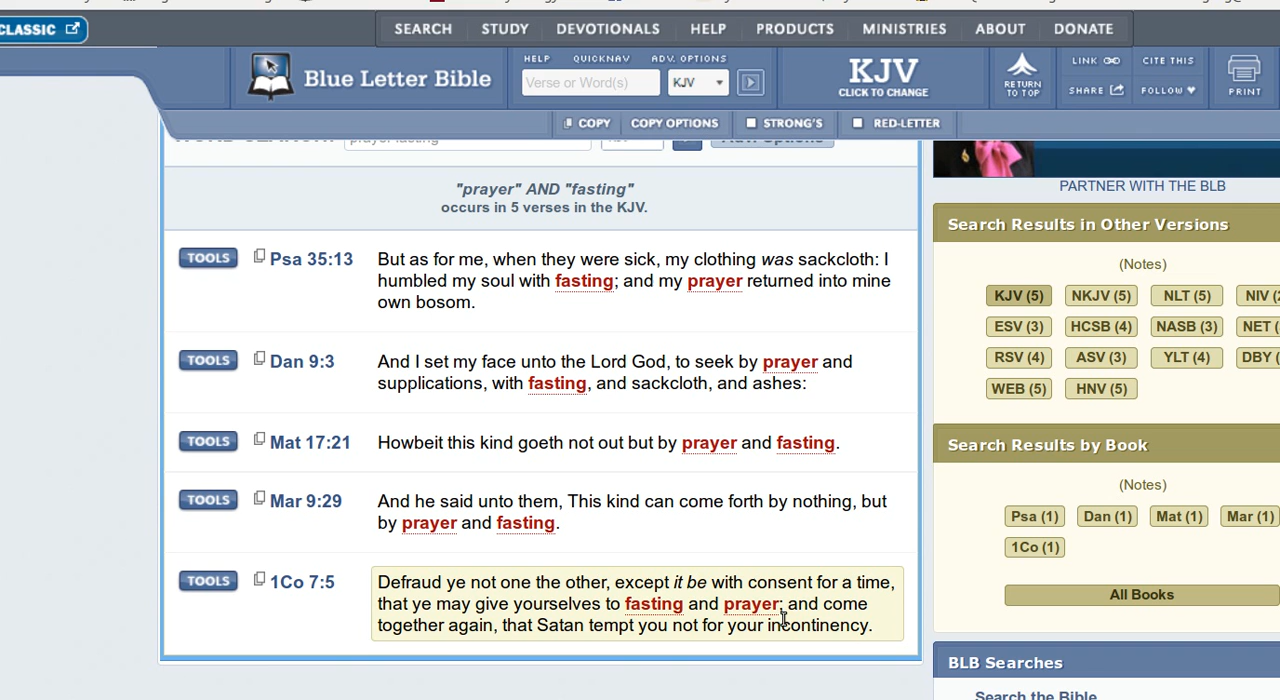 CLASSIC
SEARCH STUDY DEVOTIONALS HELP PRODUCTS MINISTRIES ABOUT DONATE
Blue Letter Bible
HELP QUICKNAV ADV. OPTIONS
Verse or Word(s) KJV
KJV
CLICK TO CHANGE
RETURN
TO TOP
LINK CITE THIS
SHARE FOLLOW
PRINT
COPY COPY OPTIONS STRONG'S RED-LETTER
"prayer" AND "fasting"
occurs in 5 verses in the KJV.
TOOLS Psa 35:13 But as for me, when they were sick, my clothing was sackcloth: I
humbled my soul with fasting; and my prayer returned into mine
own bosom.
TOOLS Dan 9:3 And I set my face unto the Lord God, to seek by prayer and
supplications, with fasting, and sackcloth, and ashes:
TOOLS Mat 17:21 Howbeit this kind goeth not out but by prayer and fasting.
TOOLS Mar 9:29 And he said unto them, This kind can come forth by nothing, but
by prayer and fasting.
TOOLS 1Co 7:5 Defraud ye not one the other, except it be with consent for a time,
that ye may give yourselves to fasting and prayer; and come
together again, that Satan tempt you not for your incontinency.
PARTNER WITH THE BLB
Search Results in Other Versions
(Notes)
KJV (5) NKJV (5) NLT (5) NIV (2
ESV (3) HCSB (4) NASB (3) NET (
RSV (4) ASV (3) YLT (4) DBY (
WEB (5) HNV (5)
Search Results by Book
(Notes)
Psa (1) Dan (1) Mat (1) Mar (1)
1Co (1)
All Books
BLB Searches
Search the Bible